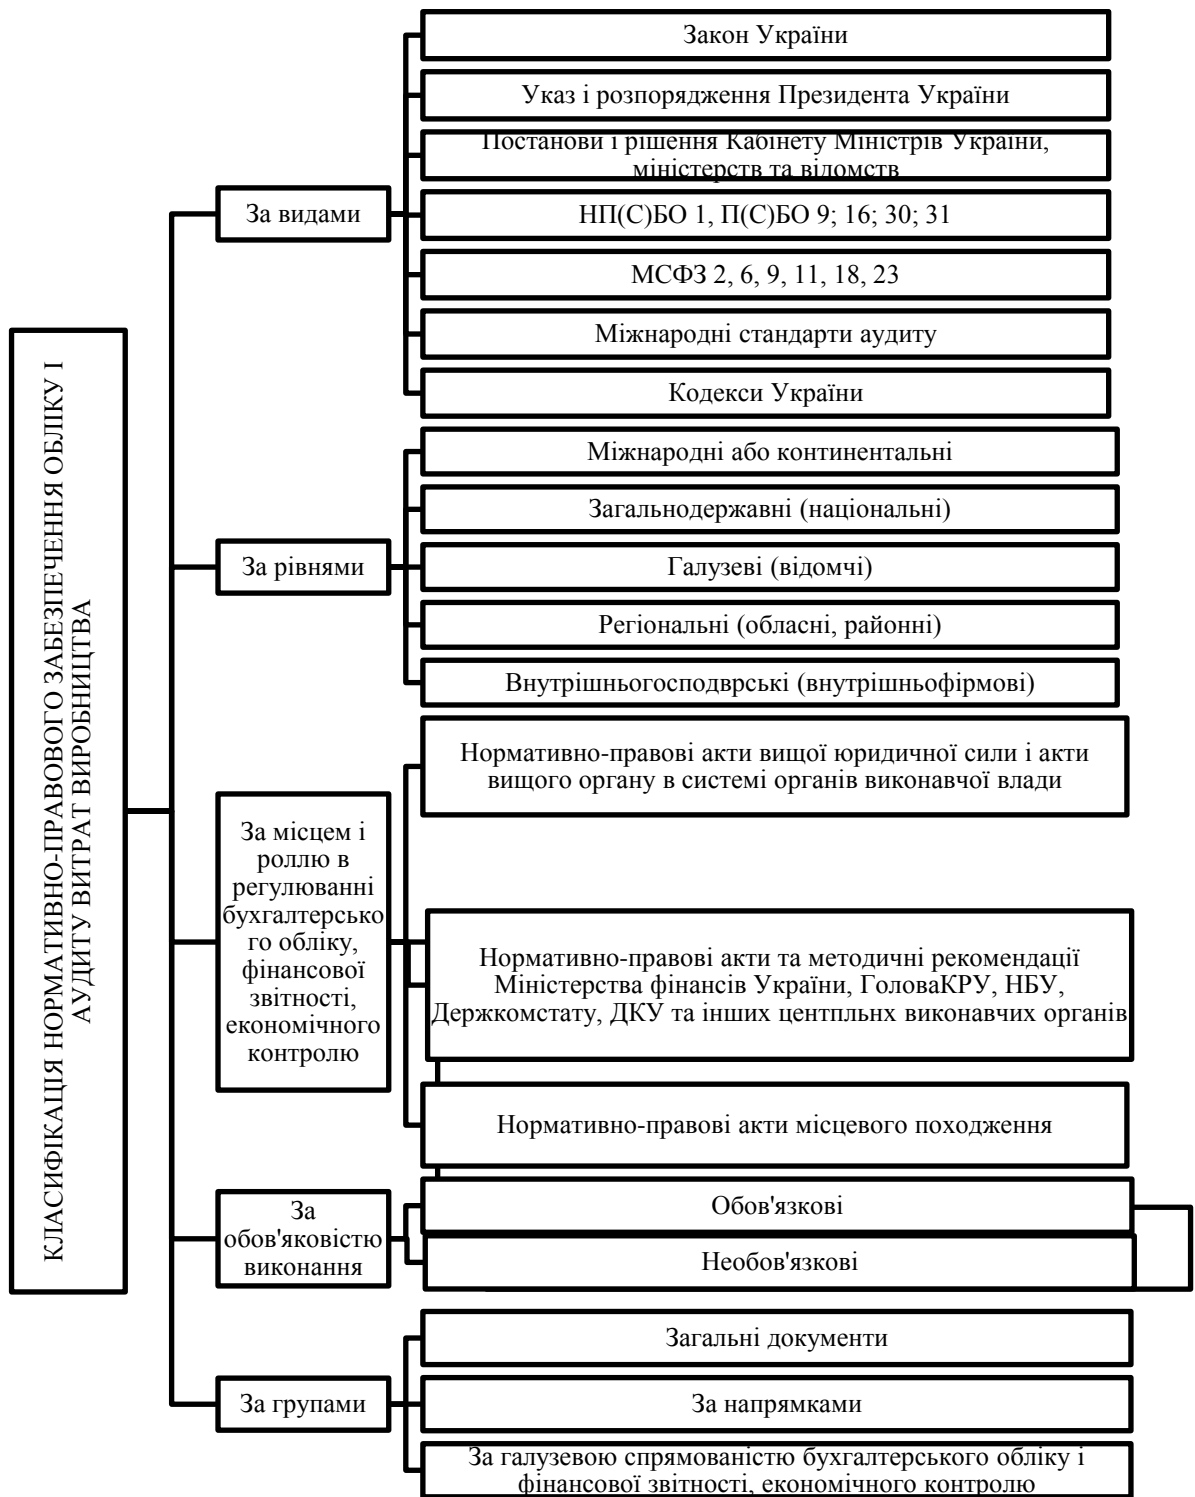 КЛАСИФІКАЦІЯ НОРМАТИВНО-ПРАВОВОГО ЗАБЕЗПЕЧЕННЯ ОБЛІКУ І
АУДИТУ ВИТРАТ ВИРОБНИЦТВА
За видами
Закон України
Указ і розпорядження Президента України
Постанови і рішення Кабінету Міністрів України,
міністерств та відомств
НП(С)БО 1, П(С)БО 9; 16; 30; 31
МСФЗ 2, 6, 9, 11, 18, 23
Міжнародні стандарти аудиту
Кодекси України
За рівнями
Міжнародні або континентальні
Загальнодержавні (національні)
Галузеві (відомчі)
Регіональні (обласні, районні)
Внутрішньогосподврські (внутрішньофірмові)
За місцем і
роллю в
регулюванні
бухгалтерсько
го обліку,
фінансової
звітності,
економічного
контролю
Нормативно-правові акти вищої юридичної сили і акти
вищого органу в системі органів виконавчої влади
Нормативно-правові акти та методичні рекомендації
Міністерства фінансів України, ГоловаКРУ, НБУ,
Держкомстату, ДКУ та інших центпльнх виконавчих органів
Нормативно-правові акти місцевого походження
За
обов'яковістю
виконання
Обов'язкові
Необов'язкові
За групами
Загальні документи
За напрямками
За галузевою спрямованістю бухгалтерського обліку і
фінансової звітності, економічного контролю